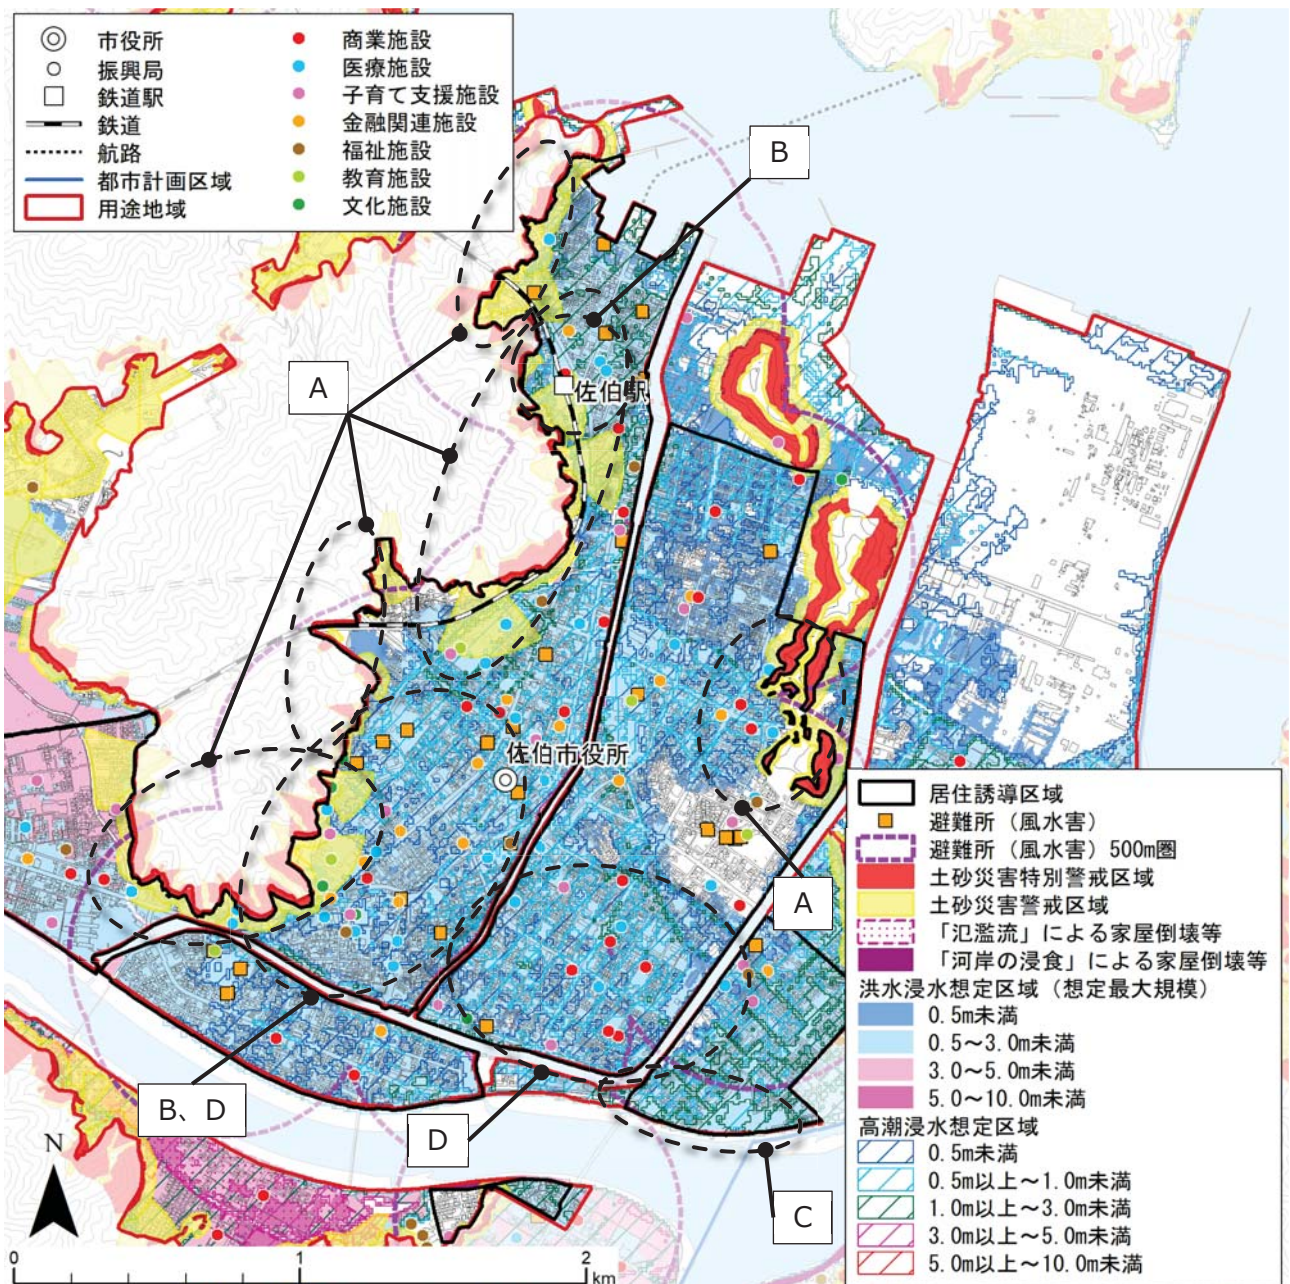 市役所
振興局
鉄道駅
鉄道
航路
都市計画区域
用途地域
商業施設
医療施設
子育て支援施設
金融関連施設
福祉施設
教育施設
文化施設
B
A
佐伯駅
佐伯市役所
A
B、D
D
C
N
0
1
2
km
居住誘導区域
避難所（風水害）
避難所（風水害）500m圏
土砂災害特別警戒区域
土砂災害警戒区域
「氾濫流」による家屋倒壊等
「河岸の浸食」による家屋倒壊等
洪水浸水想定区域（想定最大規模）
0.5m未満
0.5～3.0m未満
3.0～5.0m未満
5.0～10.0m未満
高潮浸水想定区域
0.5m未満
0.5m以上～1.0m未満
1.0m以上～3.0m未満
3.0m以上～5.0m未満
5.0m以上～10.0m未満